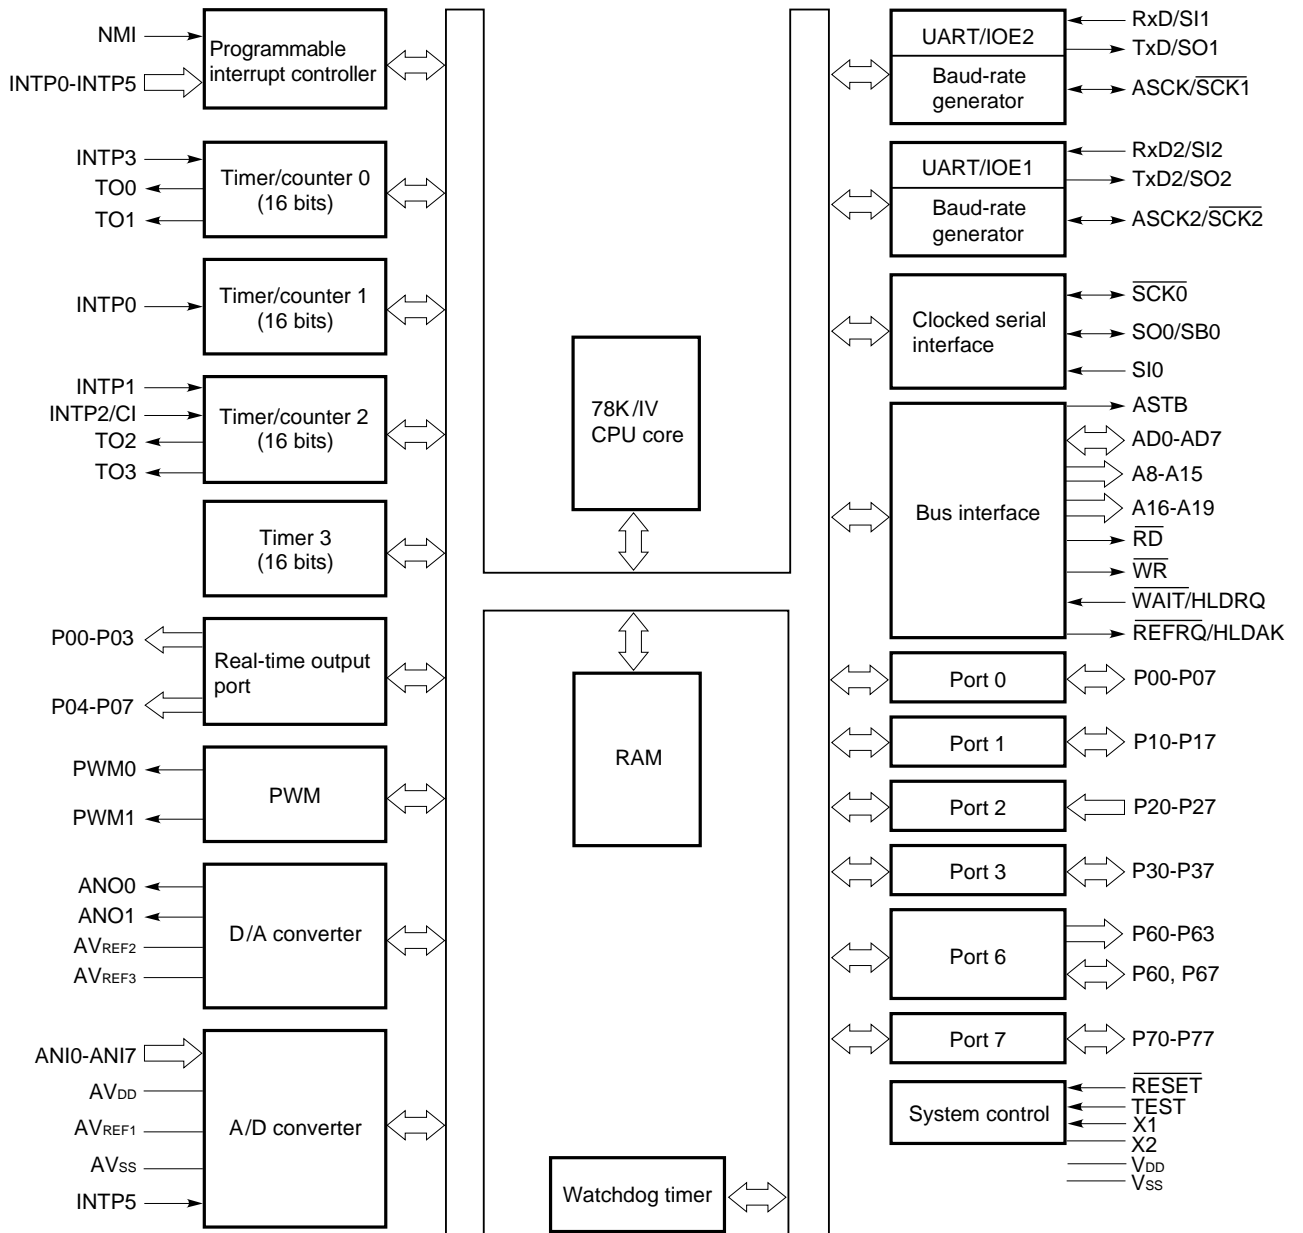 NMI
INTP0-INTP5
Programmable
interrupt controller
INTP3
TO0
TO1
Timer/counter 0
(16 bits)
INTP0
Timer/counter 1
(16 bits)
INTP1
INTP2/CI
TO2
TO3
Timer/counter 2
(16 bits)
Timer 3
(16 bits)
P00-P03
P04-P07
Real-time output
port
PWM0
PWM1
PWM
ANO0
ANO1
AVREF2
AVREF3
D/A converter
ANI0-ANI7
AVDD
AVREF1
AVSS
INTP5
A/D converter
78K/IV
CPU core
RAM
Watchdog timer
UART/IOE2
Baud-rate
generator
RxD/SI1
TxD/SO1
ASCK/SCK1
UART/IOE1
Baud-rate
generator
RxD2/SI2
TxD2/SO2
ASCK2/SCK2
Clocked serial
interface
SCK0
SO0/SB0
SI0
Bus interface
ASTB
AD0-AD7
A8-A15
A16-A19
RD
WR
WAIT/HLDRQ
REFRQ/HLDAK
Port 0
P00-P07
Port 1
P10-P17
Port 2
P20-P27
Port 3
P30-P37
Port 6
P60-P63
P60, P67
Port 7
P70-P77
System control
RESET
TEST
X1
X2
VDD
VSS